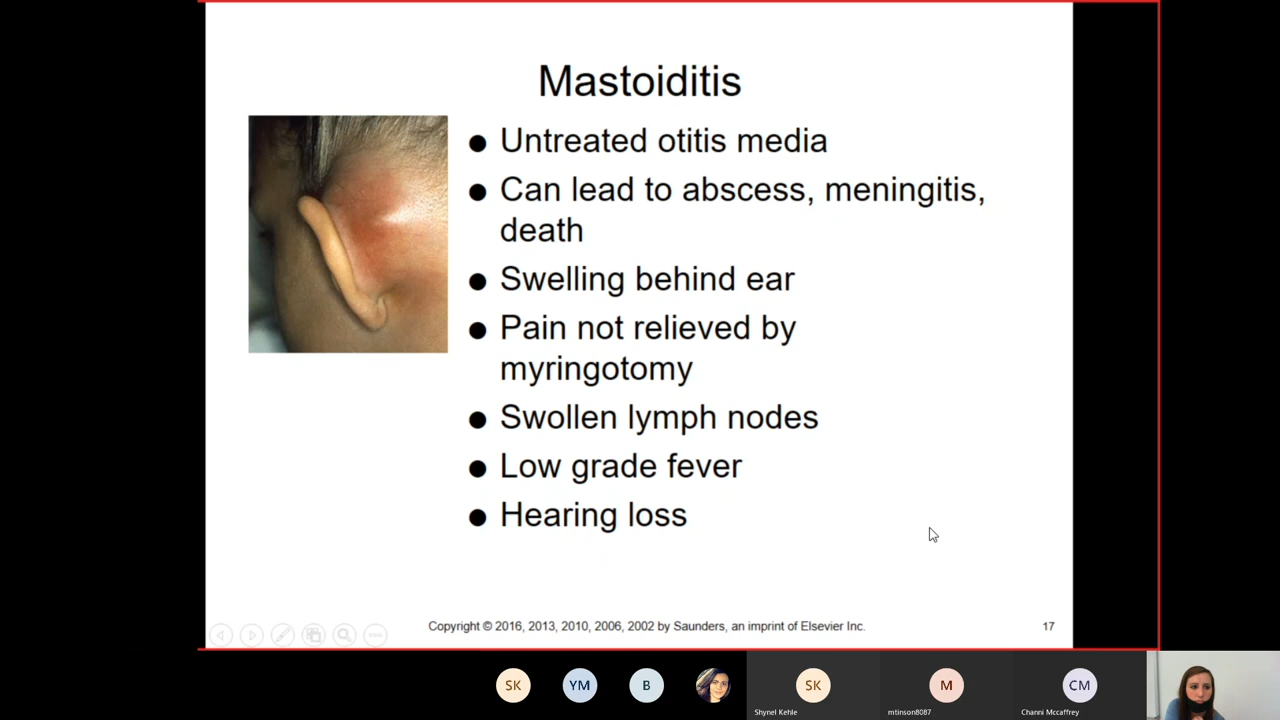 Mastoiditis
● Untreated otitis media
● Can lead to abscess, meningitis,
death
● Swelling behind ear
● Pain not relieved by
myringotomy
● Swollen lymph nodes
● Low grade fever
● Hearing loss
Copyright © 2016, 2013, 2010, 2006, 2002 by Saunders, an imprint of Elsevier Inc.
17
SK
YM
B
SK
M
CM
Shynel Kehle
mtinson8087
Channi Mccaffrey